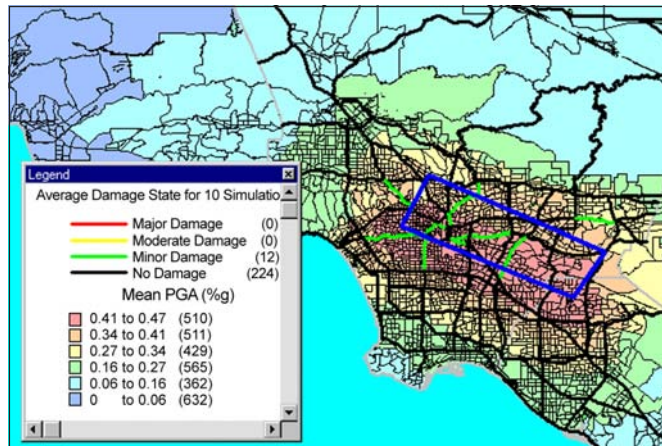 Legend
Average Damage State for 10 Simulatio
Major Damage (0)
Moderate Damage (0)
Minor Damage (12)
No Damage (224)
Mean PGA (%g)
0.41 to 0.47 (510)
0.34 to 0.41 (511)
0.27 to 0.34 (429)
0.16 to 0.27 (565)
0.06 to 0.16 (362)
0 to 0.06 (632)